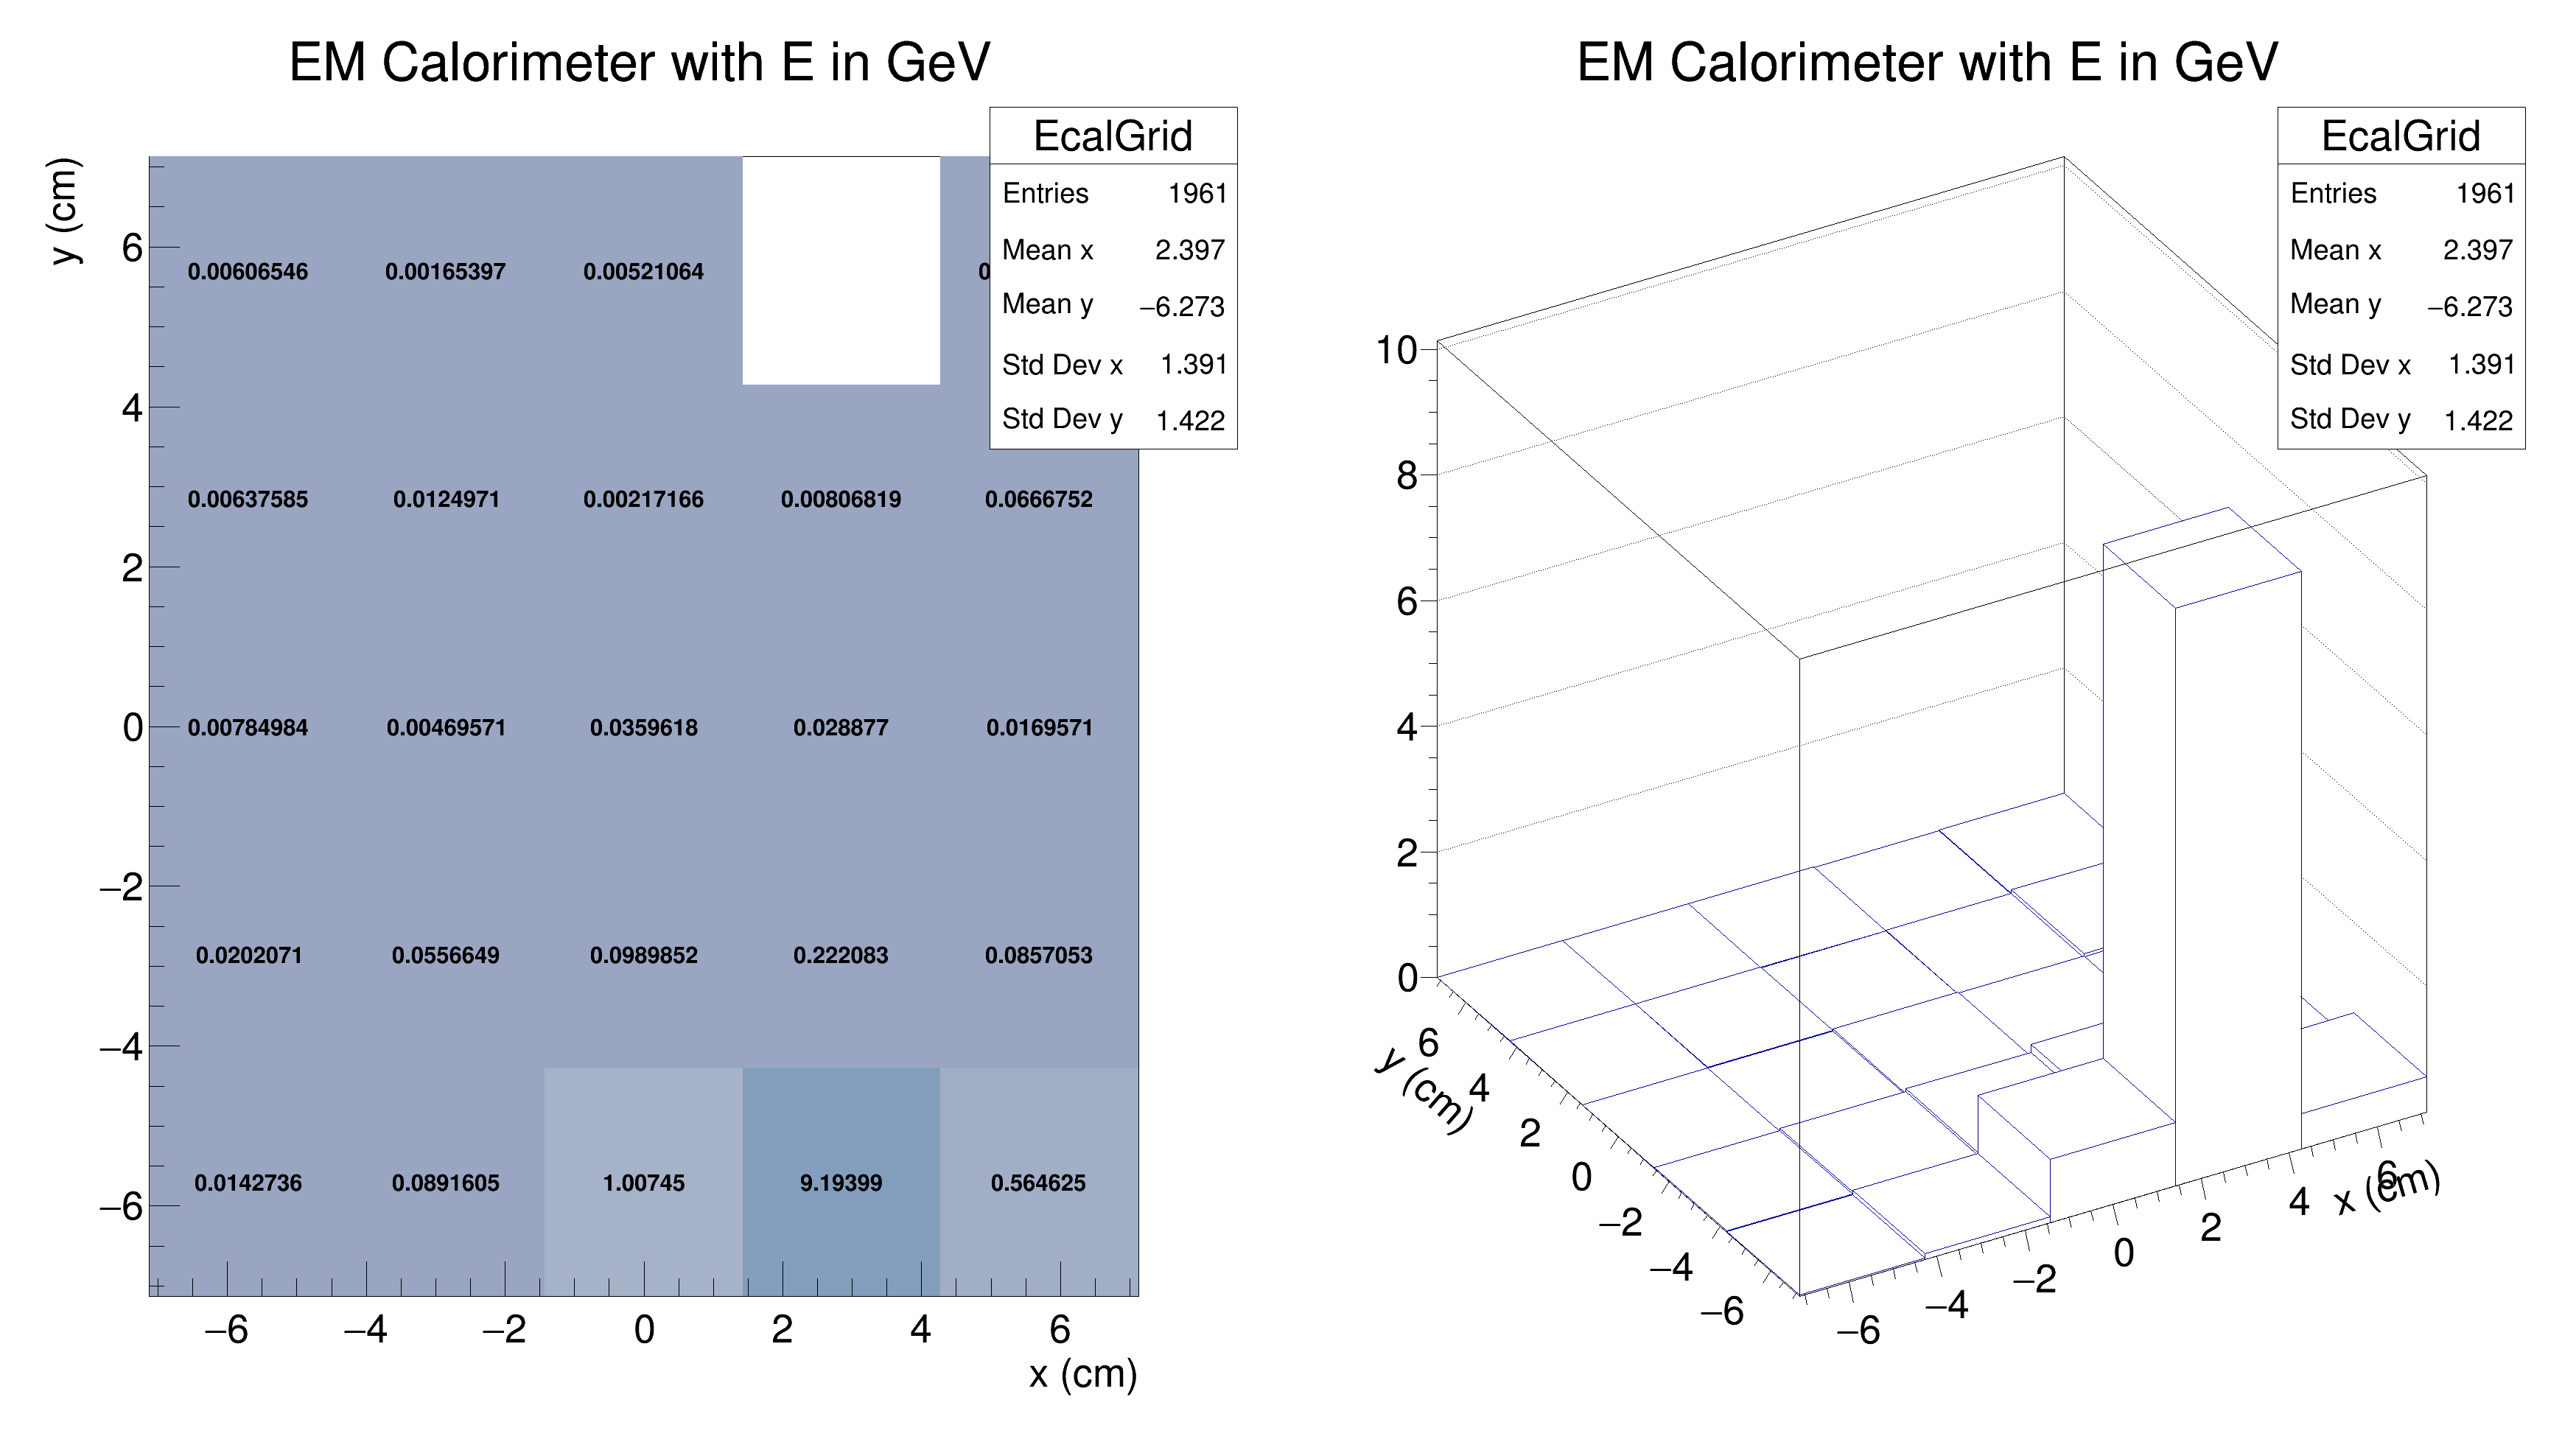 EM Calorimeter with E in GeV
EcalGrid
Entries 1961
Mean x 2.397
Mean y −6.273
Std Dev x 1.391
Std Dev y 1.422
y (cm)
6
4
2
0
−2
−4
−6
0.00606546 0.00165397 0.00521064
0.00637585 0.0124971 0.00217166 0.00806819 0.0666752
0.00784984 0.00469571 0.0359618 0.028877 0.0169571
0.0202071 0.0556649 0.0989852 0.222083 0.0857053
0.0142736 0.0891605 1.00745 9.19399 0.564625
−6 −4 −2 0 2 4 6
x (cm)
EM Calorimeter with E in GeV
EcalGrid
Entries 1961
Mean x 2.397
Mean y −6.273
Std Dev x 1.391
Std Dev y 1.422
10
8
6
4
2
0
y (cm)
6
4
2
0
−2
−4
−6
−6 −4 −2 0 2 4 6
x (cm)